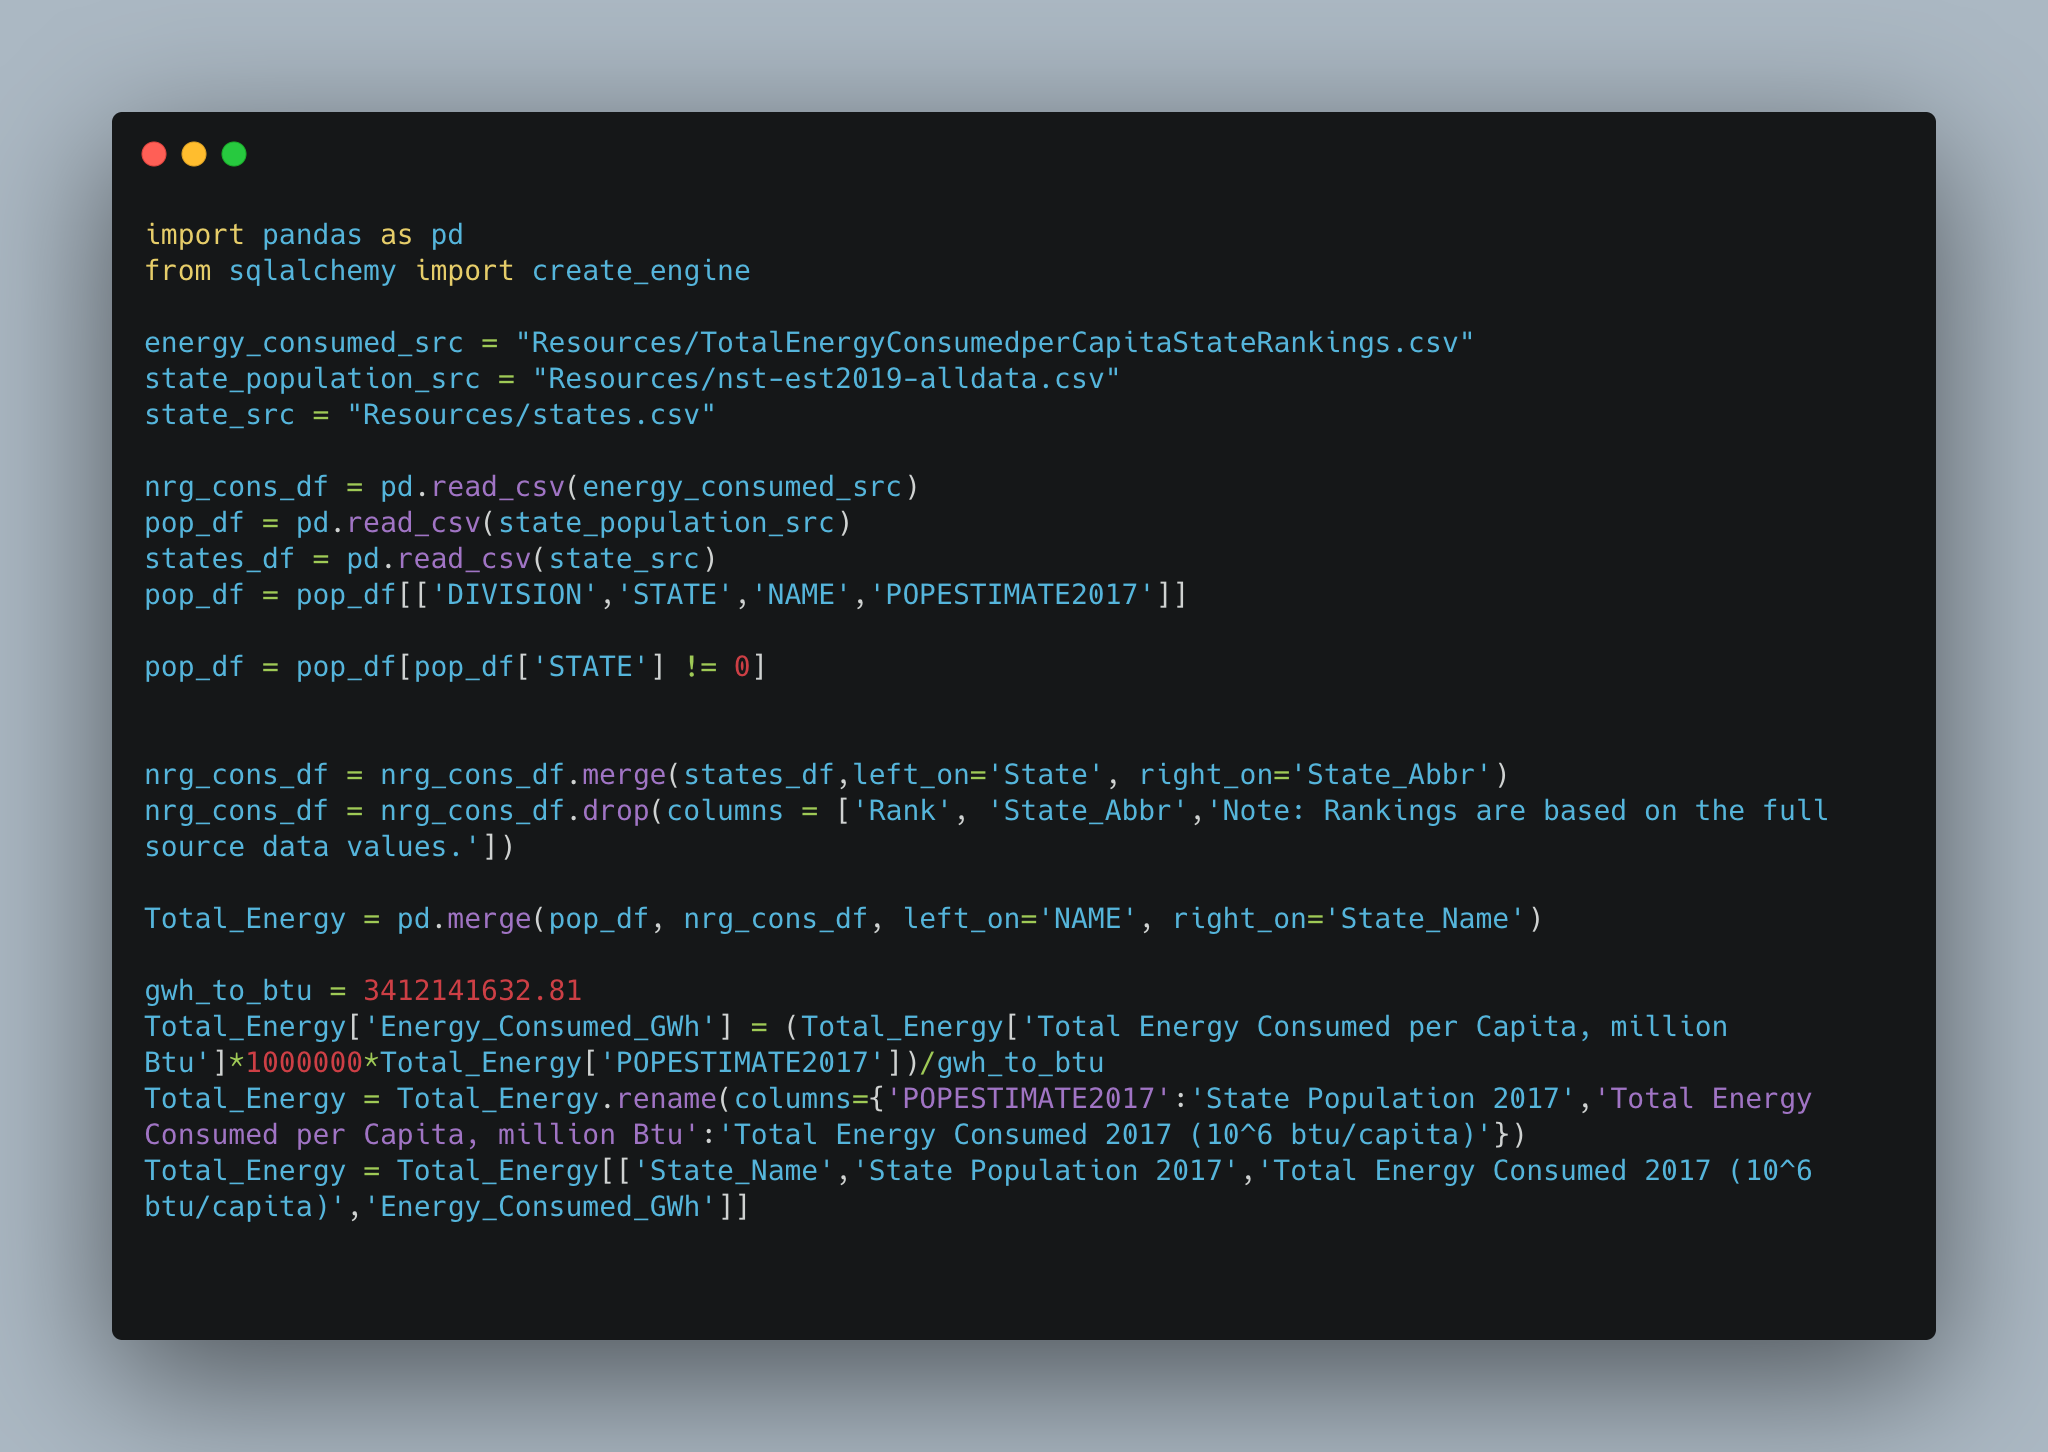 import pandas as pd
from sqlalchemy import create_engine

energy_consumed_src = "Resources/TotalEnergyConsumedperCapitaStateRankings.csv"
state_population_src = "Resources/nst-est2019-alldata.csv"
state_src = "Resources/states.csv"

nrg_cons_df = pd.read_csv(energy_consumed_src)
pop_df = pd.read_csv(state_population_src)
states_df = pd.read_csv(state_src)
pop_df = pop_df[['DIVISION','STATE','NAME','POPESTIMATE2017']]

pop_df = pop_df[pop_df['STATE'] != 0]

nrg_cons_df = nrg_cons_df.merge(states_df,left_on='State', right_on='State_Abbr')
nrg_cons_df = nrg_cons_df.drop(columns = ['Rank', 'State_Abbr','Note: Rankings are based on the full
source data values.'])

Total_Energy = pd.merge(pop_df, nrg_cons_df, left_on='NAME', right_on='State_Name')

gwh_to_btu = 3412141632.81
Total_Energy['Energy_Consumed_GWh'] = (Total_Energy['Total Energy Consumed per Capita, million
Btu']*1000000*Total_Energy['POPESTIMATE2017'])/gwh_to_btu
Total_Energy = Total_Energy.rename(columns={'POPESTIMATE2017':'State Population 2017','Total Energy
Consumed per Capita, million Btu':'Total Energy Consumed 2017 (10^6 btu/capita)'})
Total_Energy = Total_Energy[['State_Name','State Population 2017','Total Energy Consumed 2017 (10^6
btu/capita)','Energy_Consumed_GWh']]